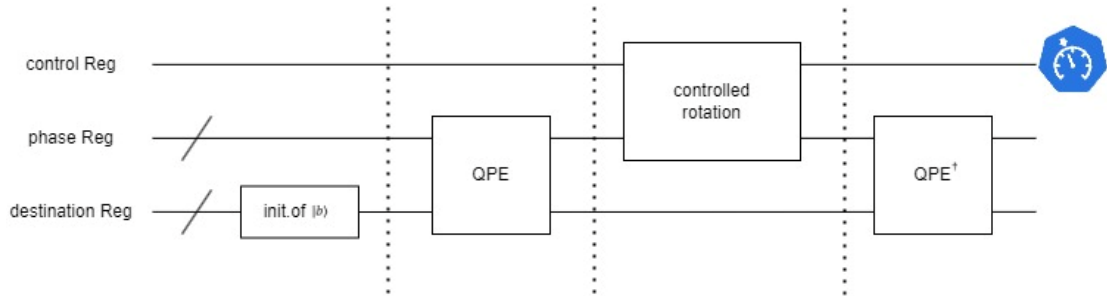 control Reg
controlled
rotation
phase Reg
QPE
QPE†
destination Reg
init.of |b⟩